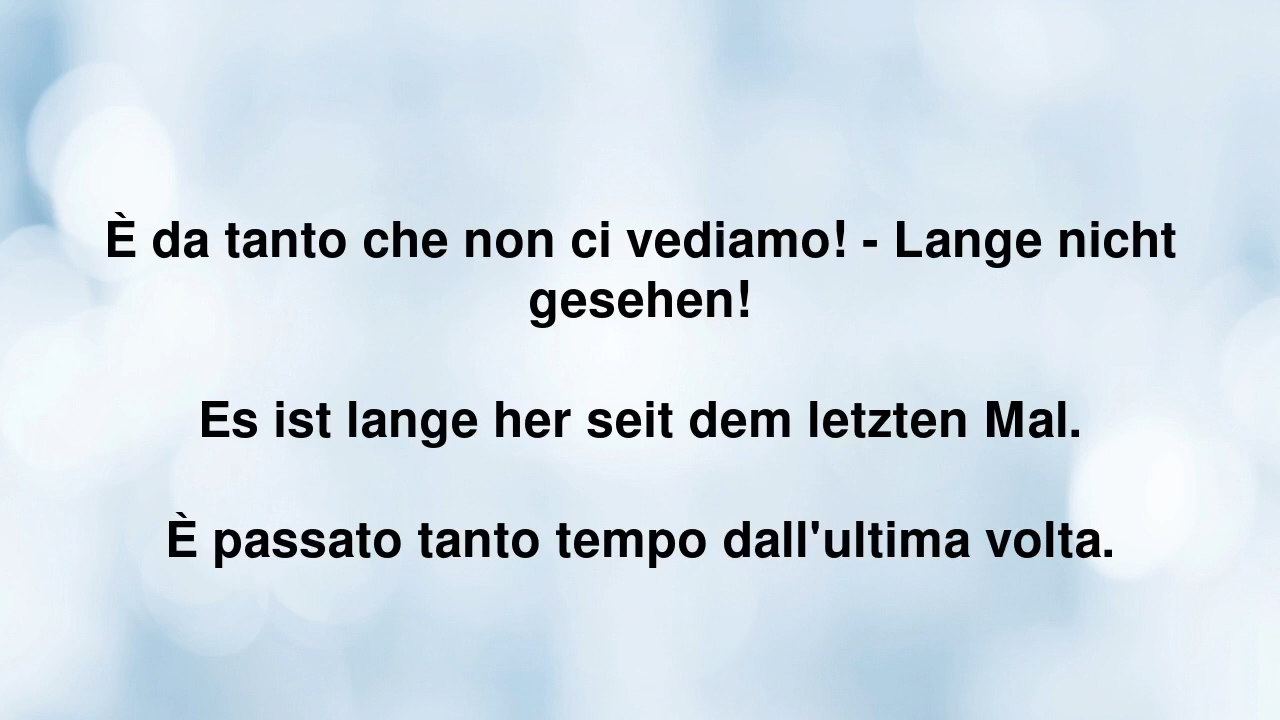 È da tanto che non ci vediamo! - Lange nicht
gesehen!
Es ist lange her seit dem letzten Mal.
È passato tanto tempo dall'ultima volta.